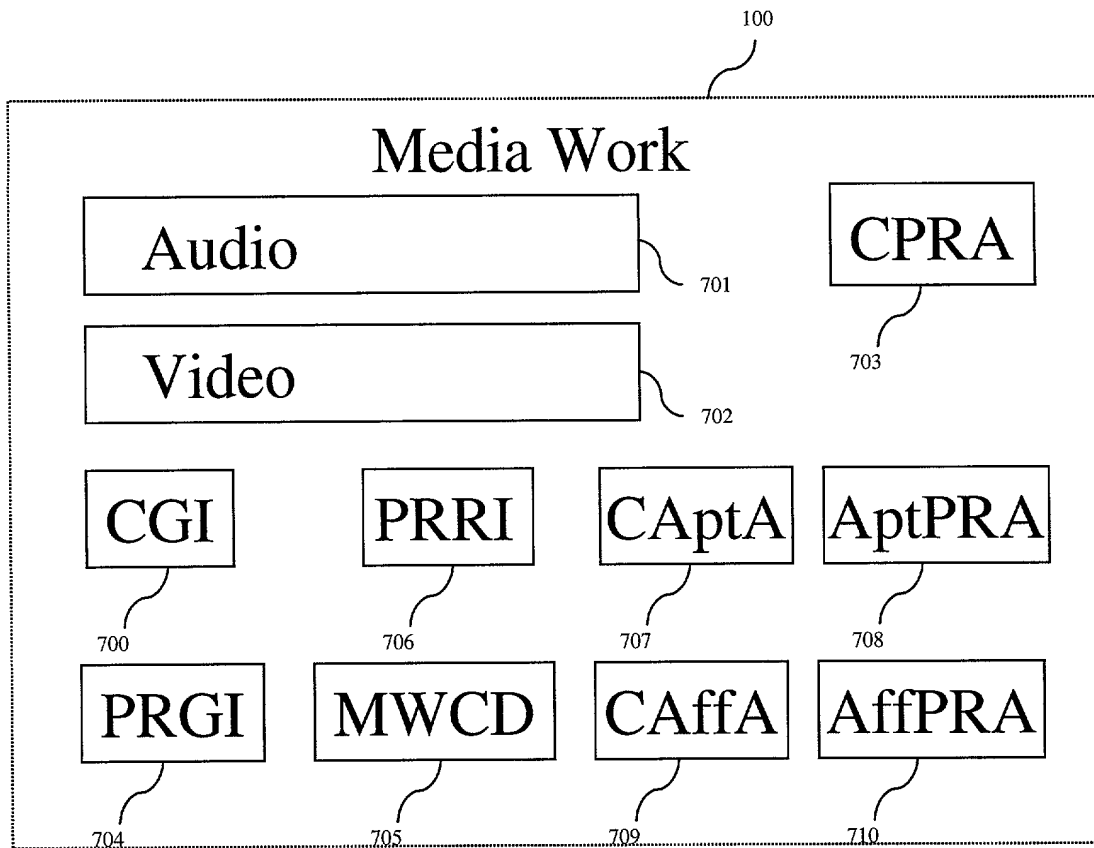 100
Media Work
Audio
701
CPRA
703
Video
702
CGI
PRRI
CAptA
AptPRA
700
706
707
708
PRGI
MWCD
CAffA
AffPRA
704
705
709
710